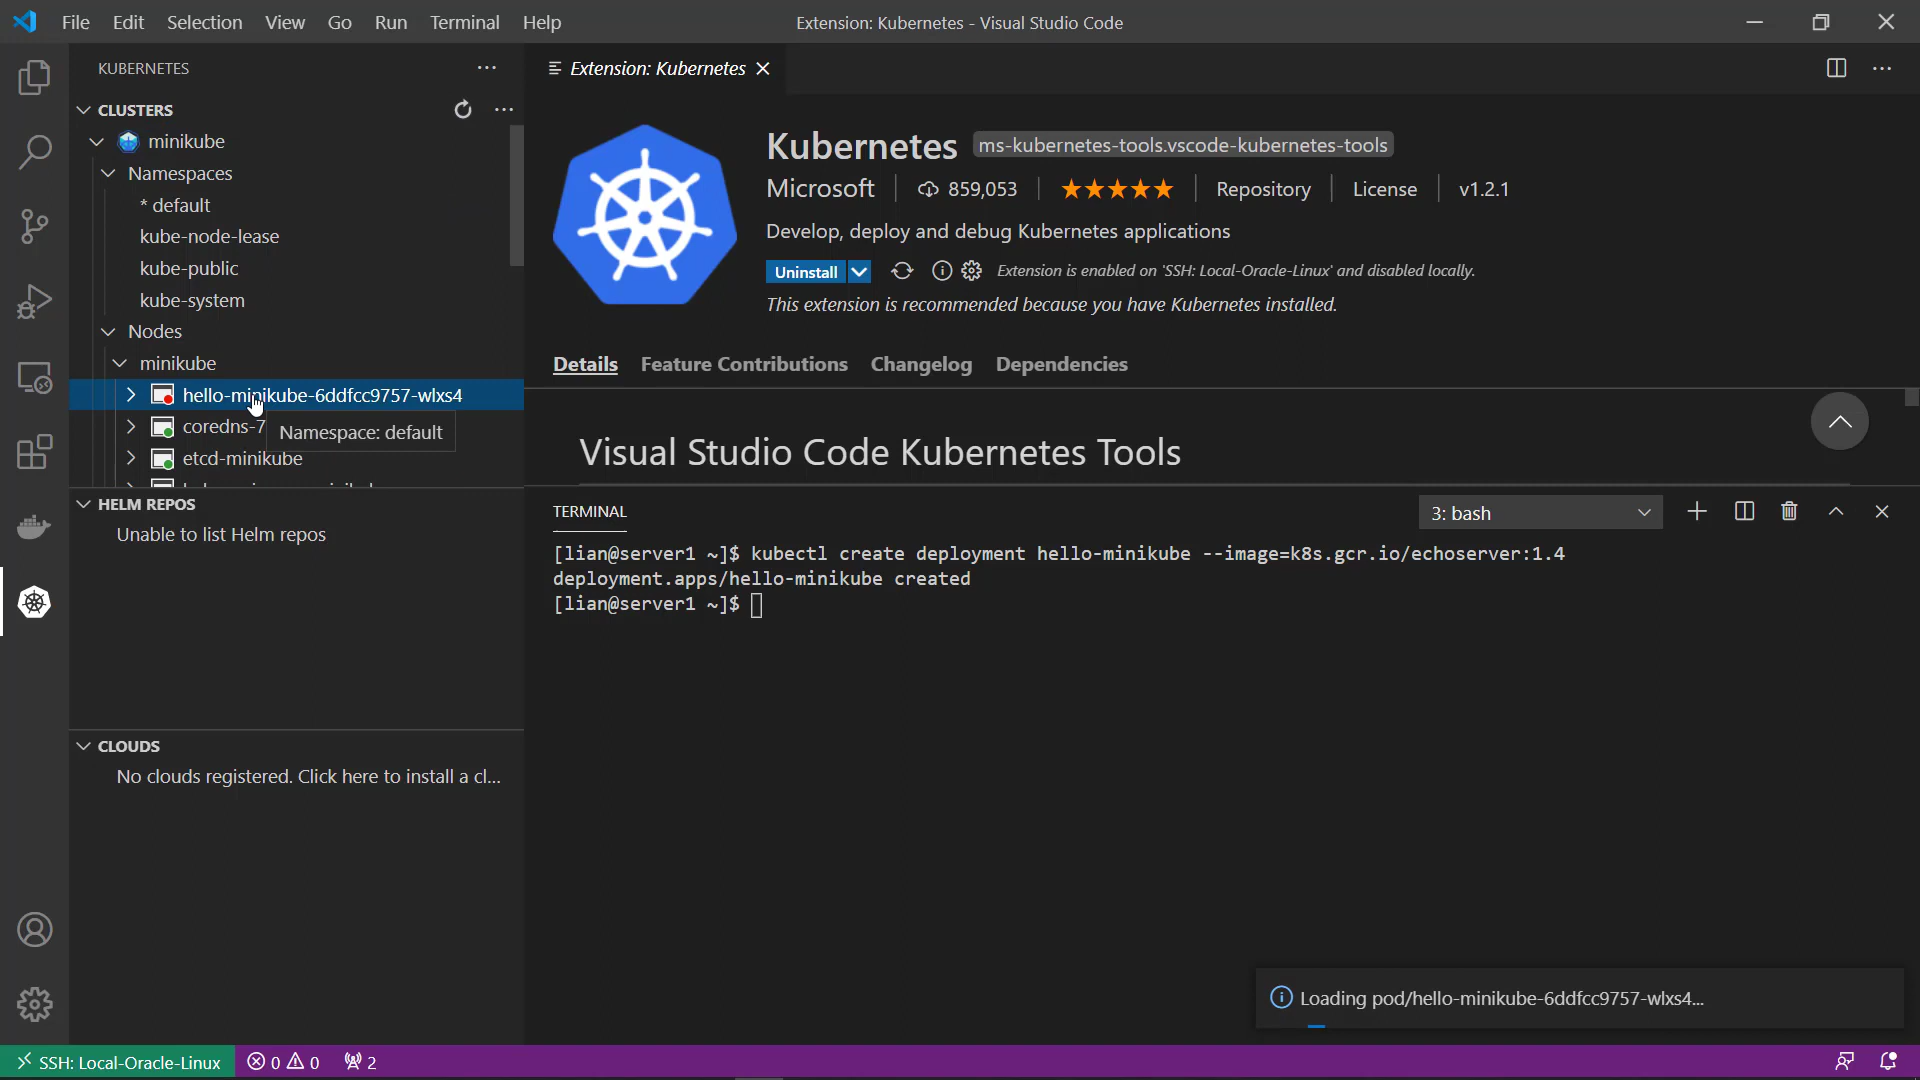 File Edit Selection View Go Run Terminal Help
Extension: Kubernetes - Visual Studio Code
KUBERNETES
CLUSTERS
minikube
Namespaces
* default
kube-node-lease
kube-public
kube-system
Nodes
minikube
hello-minikube-6ddfcc9757-wlxs4
coredns-7
Namespace: default
etcd-minikube
HELM REPOS
Unable to list Helm repos
CLOUDS
No clouds registered. Click here to install a cl...
Extension: Kubernetes
Kubernetes ms-kubernetes-tools.vscode-kubernetes-tools
Microsoft 859,053 Repository License v1.2.1
Develop, deploy and debug Kubernetes applications
Uninstall Extension is enabled on 'SSH: Local-Oracle-Linux' and disabled locally.
This extension is recommended because you have Kubernetes installed.
Details Feature Contributions Changelog Dependencies
Visual Studio Code Kubernetes Tools
TERMINAL
3: bash
[lian@server1 ~]$ kubectl create deployment hello-minikube --image=k8s.gcr.io/echoserver:1.4
deployment.apps/hello-minikube created
[lian@server1 ~]$
Loading pod/hello-minikube-6ddfcc9757-wlxs4...
SSH: Local-Oracle-Linux 0 0 2